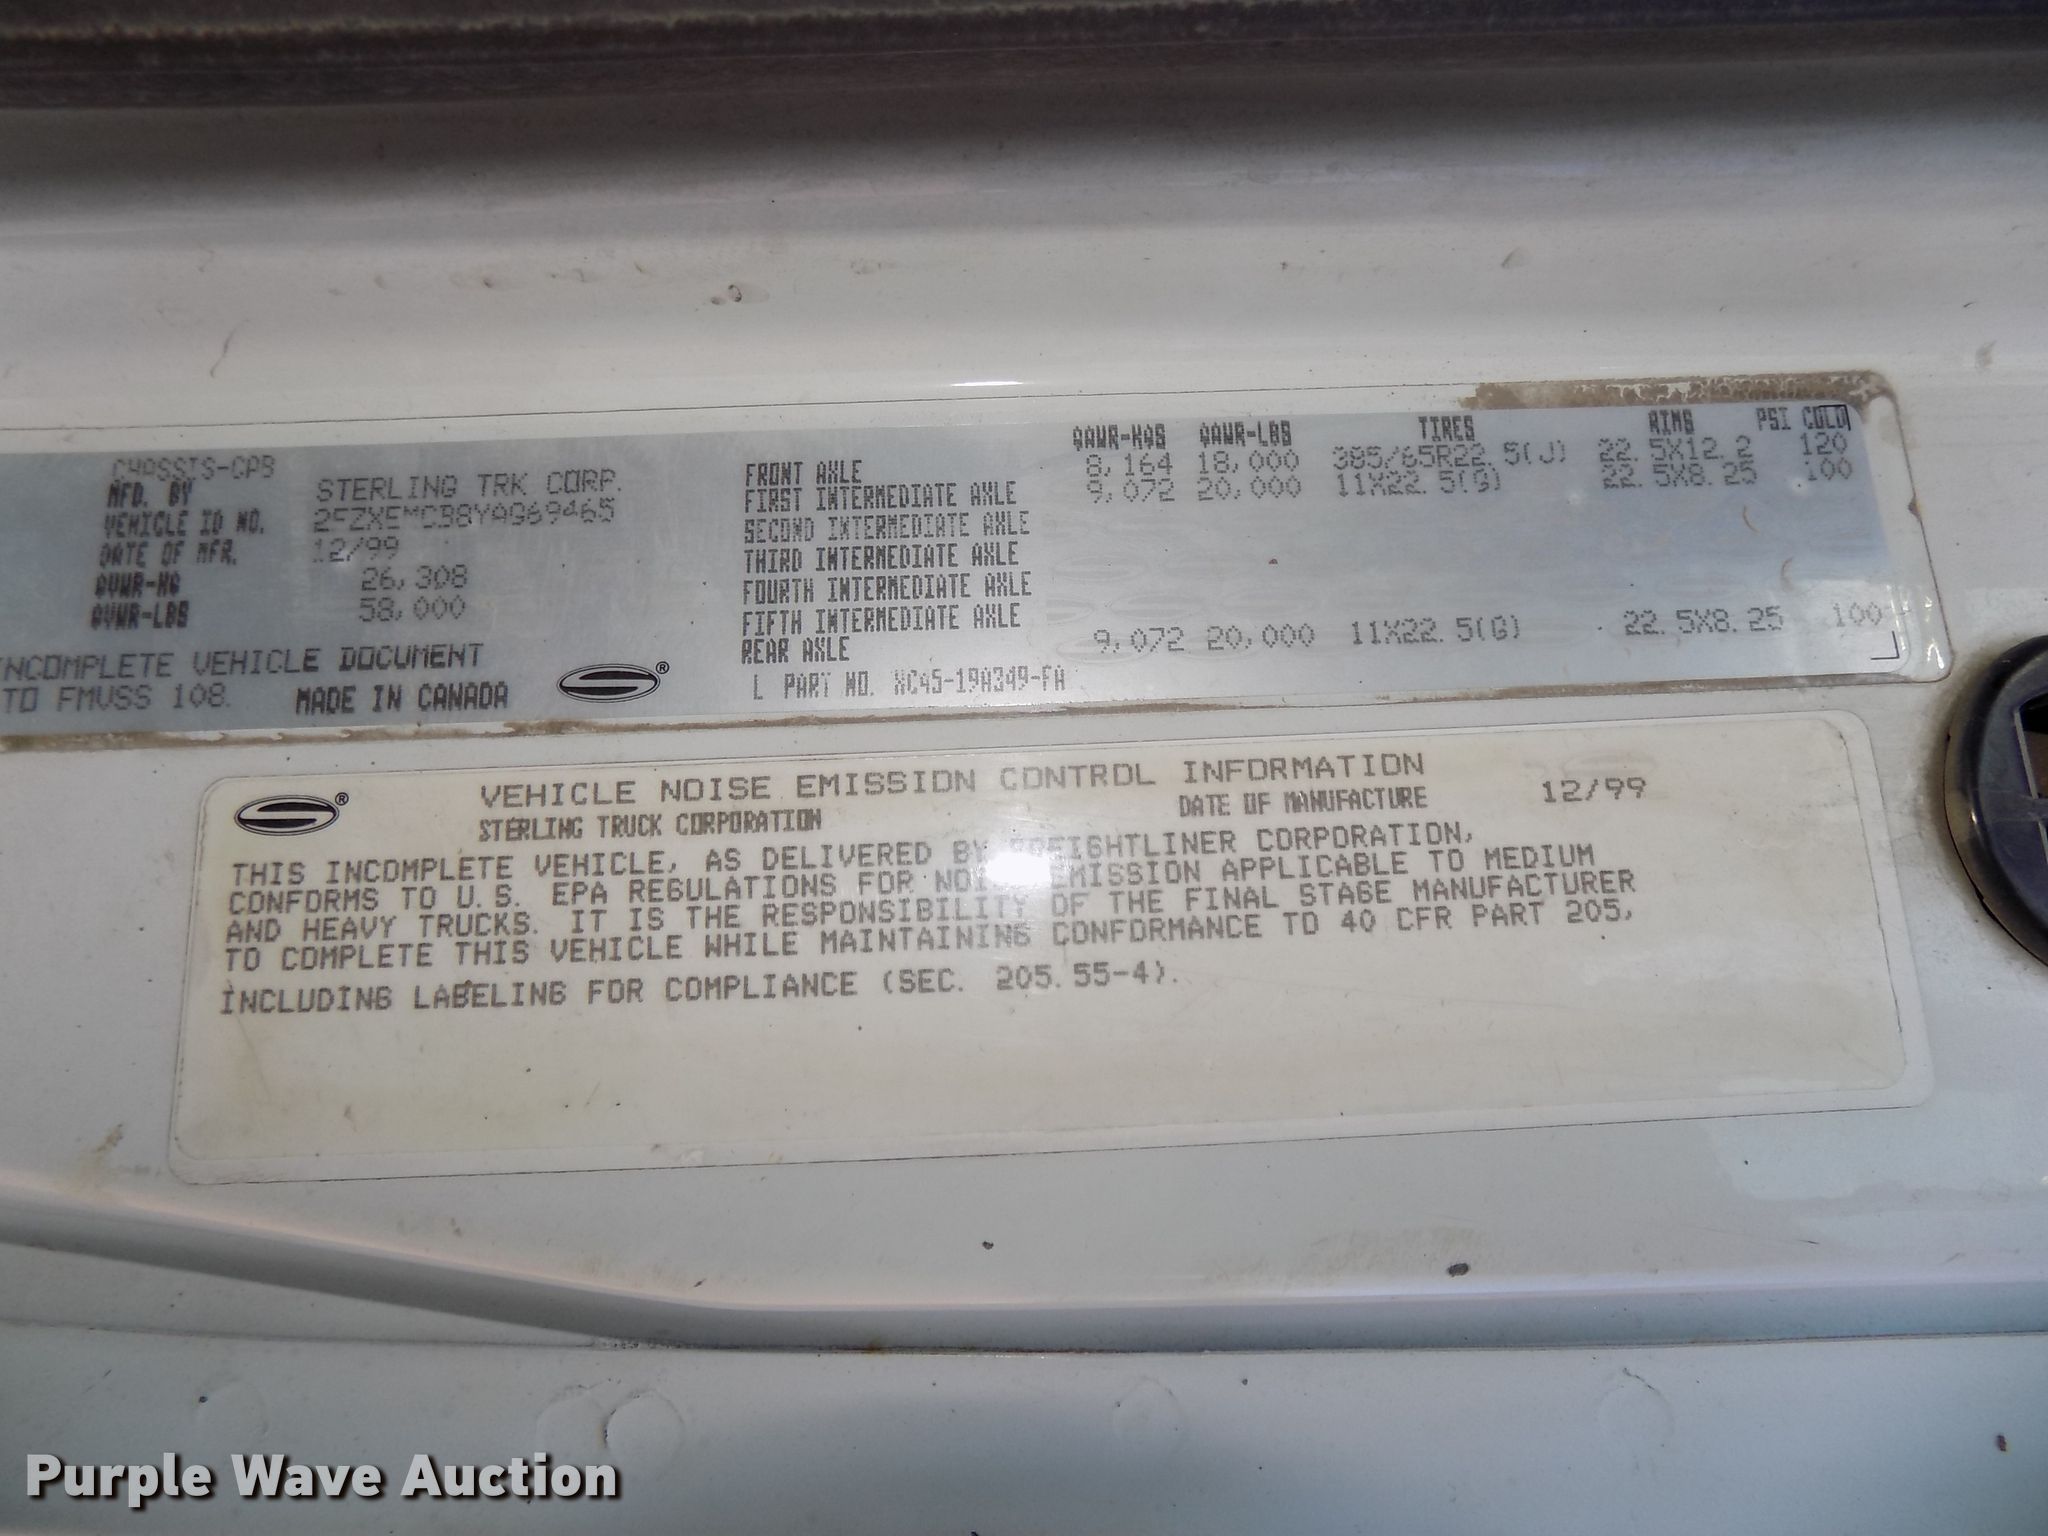 CHASSIS-CAB
MFD. BY STERLING TRK CORP.
VEHICLE ID NO.
DATE OF MFR. 12/99
GVWR-KG 26,308
GVWR-LBS 58,000
INCOMPLETE VEHICLE DOCUMENT
TO FMVSS 108. MADE IN CANADA ®
GAWR-KGS GAWR-LBS TIRES RIMS PSI COLD
FRONT AXLE 8,164 18,000 385/65R22.5(J) 22.5X12.2 120
FIRST INTERMEDIATE AXLE 9,072 20,000 11X22.5(G) 22.5X8.25 100
SECOND INTERMEDIATE AXLE
THIRD INTERMEDIATE AXLE
FOURTH INTERMEDIATE AXLE
FIFTH INTERMEDIATE AXLE
REAR AXLE 9,072 20,000 11X22.5(G) 22.5X8.25 100
L PART NO. XC45-19A349-FA
® VEHICLE NOISE EMISSION CONTROL INFORMATION
STERLING TRUCK CORPORATION DATE OF MANUFACTURE 12/99
THIS INCOMPLETE VEHICLE, AS DELIVERED BY FREIGHTLINER CORPORATION,
CONFORMS TO U.S. EPA REGULATIONS FOR NOISE EMISSION APPLICABLE TO MEDIUM
AND HEAVY TRUCKS. IT IS THE RESPONSIBILITY OF THE FINAL STAGE MANUFACTURER
TO COMPLETE THIS VEHICLE WHILE MAINTAINING CONFORMANCE TO 40 CFR PART 205,
INCLUDING LABELING FOR COMPLIANCE (SEC. 205.55-4).
Purple Wave Auction